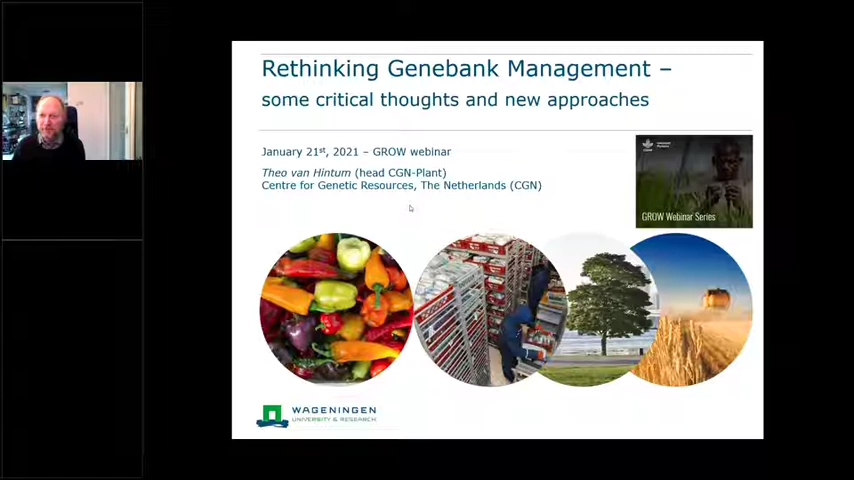 Rethinking Genebank Management –
some critical thoughts and new approaches
January 21st, 2021 – GROW webinar
Theo van Hintum (head CGN-Plant)
Centre for Genetic Resources, The Netherlands (CGN)
GROW Webinar Series
WAGENINGEN
UNIVERSITY & RESEARCH